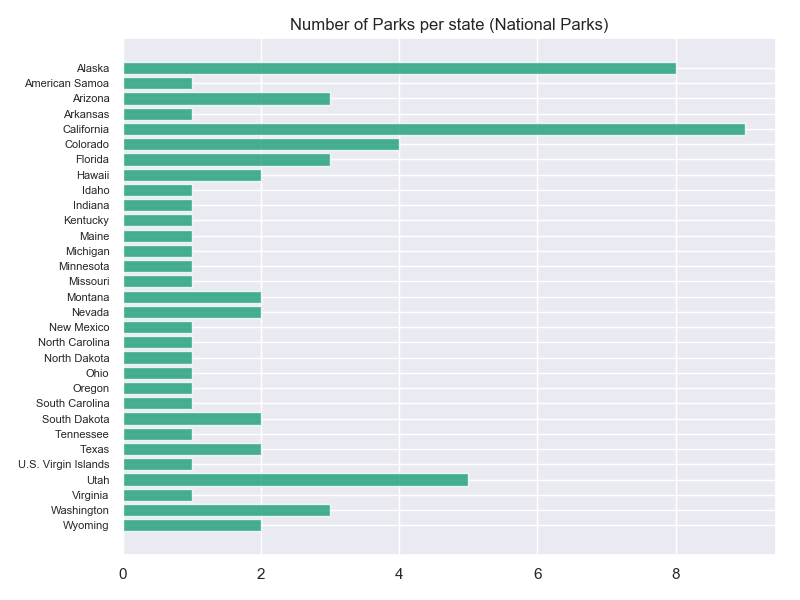 Number of Parks per state (National Parks)
Alaska
American Samoa
Arizona
Arkansas
California
Colorado
Florida
Hawaii
Idaho
Indiana
Kentucky
Maine
Michigan
Minnesota
Missouri
Montana
Nevada
New Mexico
North Carolina
North Dakota
Ohio
Oregon
South Carolina
South Dakota
Tennessee
Texas
U.S. Virgin Islands
Utah
Virginia
Washington
Wyoming
0 2 4 6 8